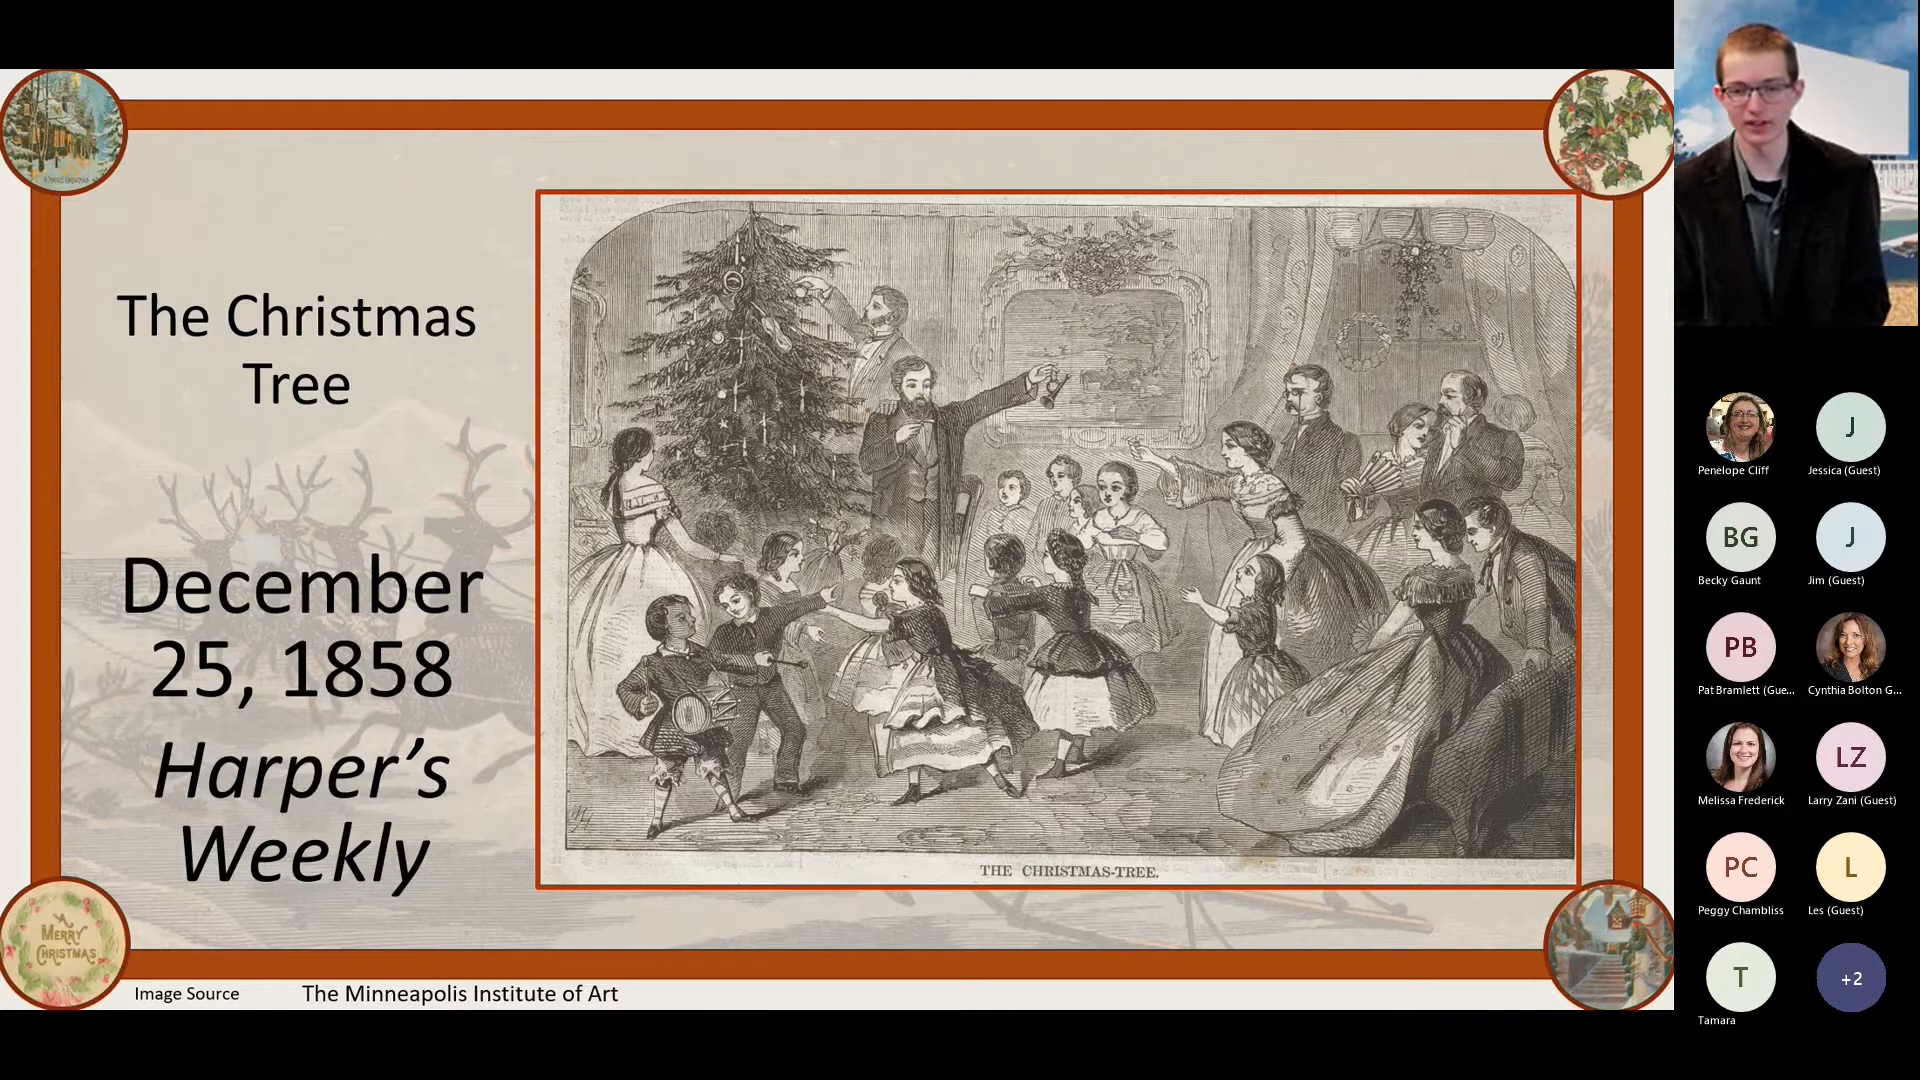 The Christmas
Tree
December
25, 1858
Harper's
Weekly
THE CHRISTMAS-TREE.
A
MERRY
CHRISTMAS
Image Source
The Minneapolis Institute of Art
Penelope Cliff
J
Jessica (Guest)
BG
Becky Gaunt
J
Jim (Guest)
PB
Pat Bramlett (Gue...
Cynthia Bolton G...
Melissa Frederick
LZ
Larry Zani (Guest)
PC
Peggy Chambliss
L
Les (Guest)
T
Tamara
+2